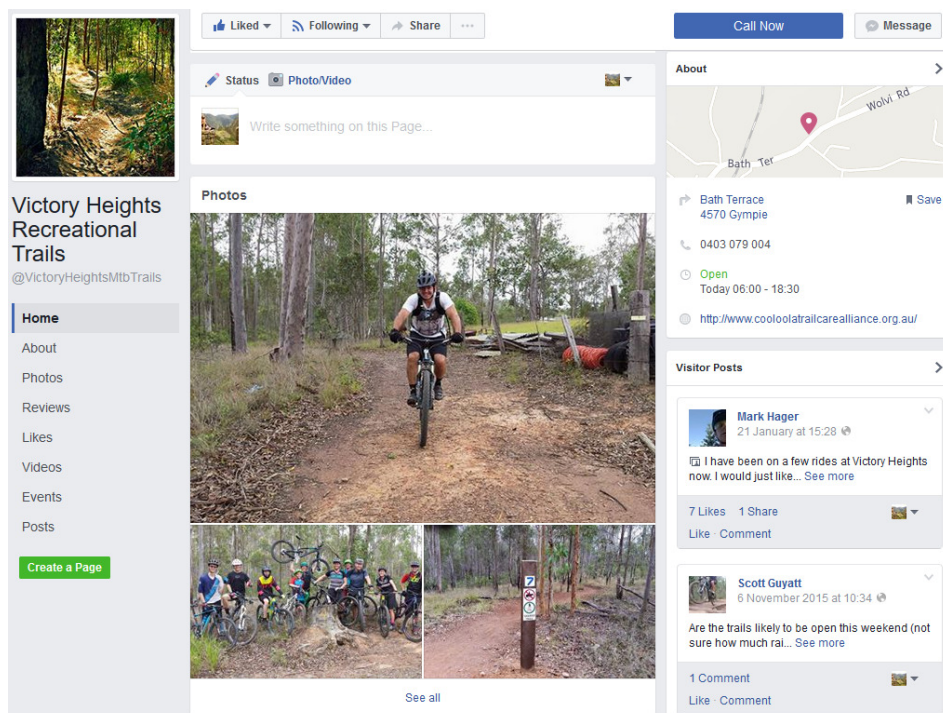 Victory Heights
Recreational
Trails
@VictoryHeightsMtbTrails
Home
About
Photos
Reviews
Likes
Videos
Events
Posts
Create a Page
Liked
Following
Share
Call Now
Message
Status
Photo/Video
Write something on this Page...
Photos
7
See all
About
Wolvi Rd
Bath Ter
Bath Terrace
4570 Gympie
Save
0403 079 004
Open
Today 06:00 - 18:30
http://www.cooloolatrailcarealliance.org.au/
Visitor Posts
Mark Hager
21 January at 15:28
I have been on a few rides at Victory Heights
now. I would just like... See more
7 Likes 1 Share
Like · Comment
Scott Guyatt
6 November 2015 at 10:34
Are the trails likely to be open this weekend (not
sure how much rai... See more
1 Comment
Like · Comment